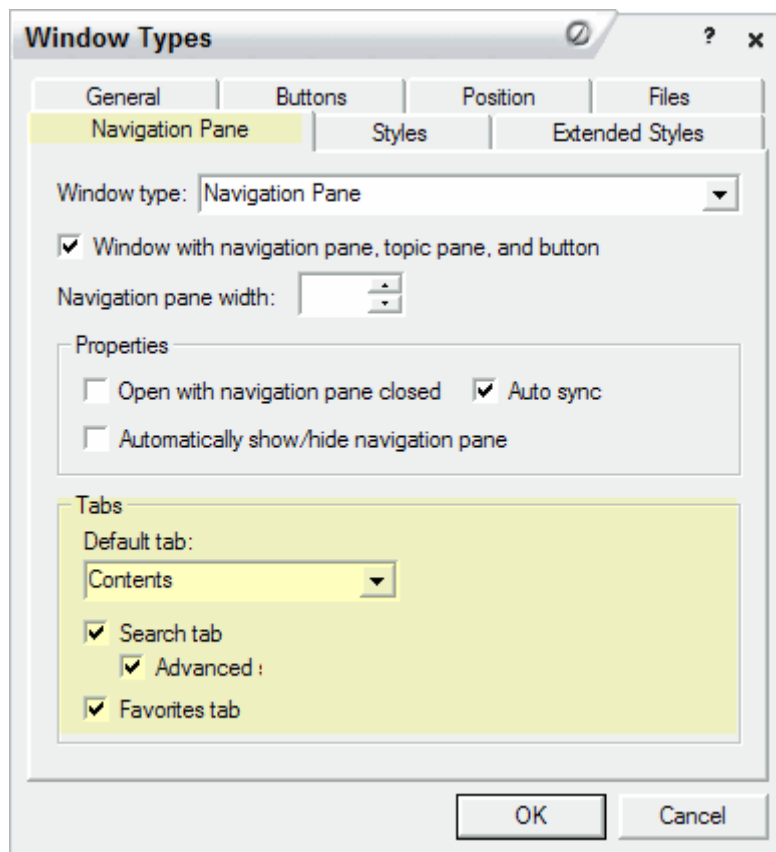 Window Types
?
General Buttons Position Files
Navigation Pane Styles Extended Styles
Window type: Navigation Pane
Window with navigation pane, topic pane, and button
Navigation pane width:
Properties
Open with navigation pane closed Auto sync
Automatically show/hide navigation pane
Tabs
Default tab:
Contents
Search tab
Advanced
Favorites tab
OK Cancel